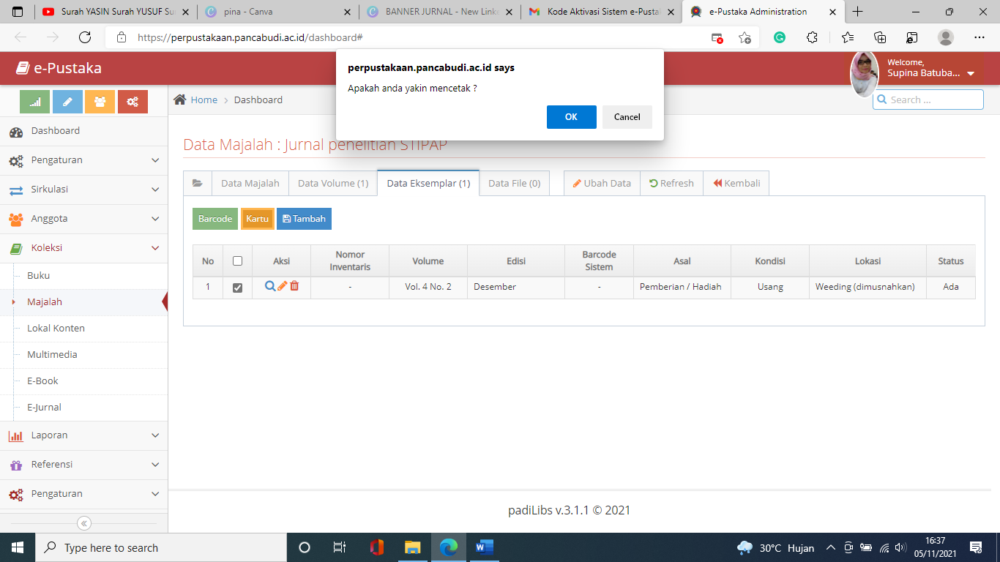 Surah YASIN Surah YUSUF Su
pina - Canva
BANNER JURNAL - New Linke
Kode Aktivasi Sistem e-Pustak
e-Pustaka Administration
https://perpustakaan.pancabudi.ac.id/dashboard#
e-Pustaka
Welcome,
Supina Batuba...
perpustakaan.pancabudi.ac.id says
Apakah anda yakin mencetak ?
OK
Cancel
Home > Dashboard
Search ...
Dashboard
Pengaturan
Sirkulasi
Anggota
Koleksi
Buku
Majalah
Lokal Konten
Multimedia
E-Book
E-Jurnal
Laporan
Referensi
Pengaturan
Data Majalah : Jurnal penelitian STIPAP
Data Majalah
Data Volume (1)
Data Eksemplar (1)
Data File (0)
Ubah Data
Refresh
Kembali
Barcode
Kartu
Tambah
No Aksi Nomor Inventaris Volume Edisi Barcode Sistem Asal Kondisi Lokasi Status
1 - Vol. 4 No. 2 Desember - Pemberian / Hadiah Usang Weeding (dimusnahkan) Ada
padiLibs v.3.1.1 © 2021
Type here to search
30°C Hujan
16:37
05/11/2021